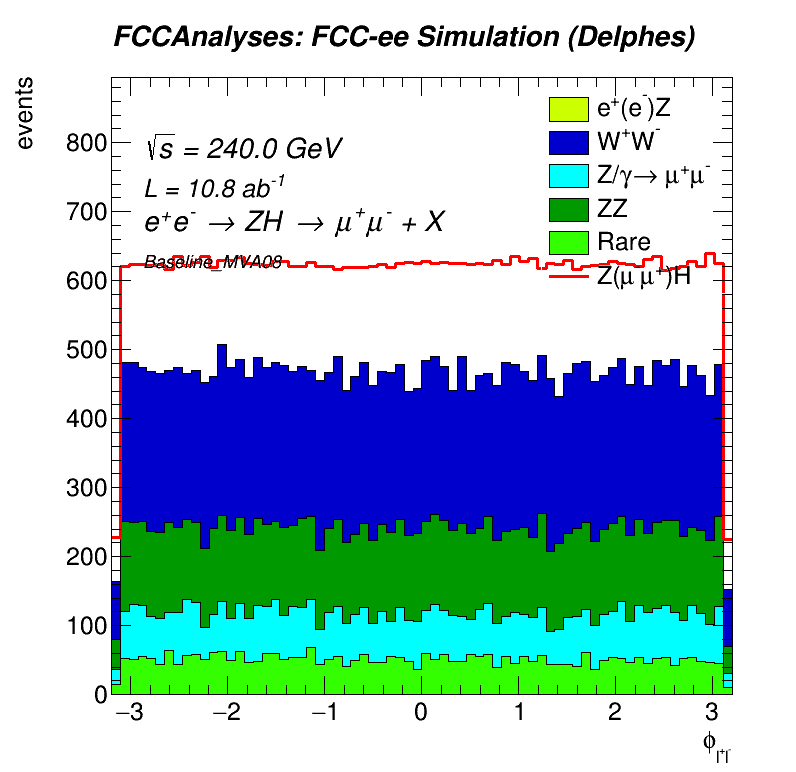 FCCAnalyses: FCC-ee Simulation (Delphes)
events
√s = 240.0 GeV
L = 10.8 ab⁻¹
e⁺e⁻ → ZH → μ⁺μ⁻ + X
Baseline_MVA08
e⁺(e⁻)Z
W⁺W⁻
Z/γ→ μ⁺μ⁻
ZZ
Rare
Z(μ⁻μ⁺)H
800
700
600
500
400
300
200
100
0
−3 −2 −1 0 1 2 3
ϕ_l⁺l⁻